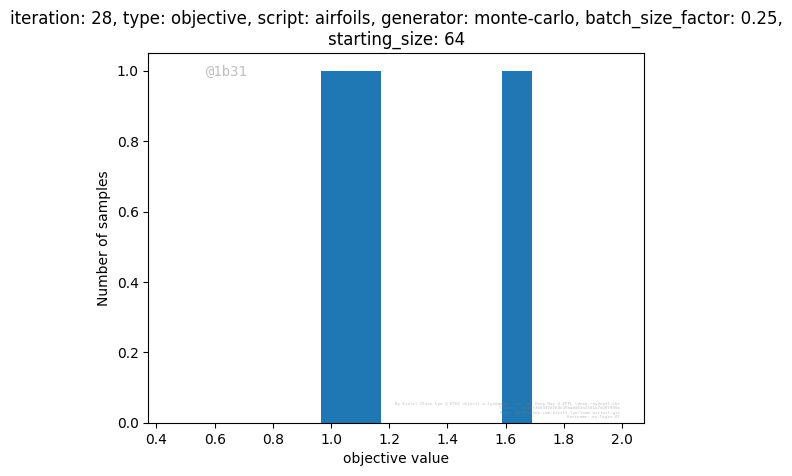 iteration: 28, type: objective, script: airfoils, generator: monte-carlo, batch_size_factor: 0.25,
starting_size: 64
@1b31
1.0
0.8
0.6
0.4
0.2
0.0
Number of samples
0.4 0.6 0.8 1.0 1.2 1.4 1.6 1.8 2.0
objective value